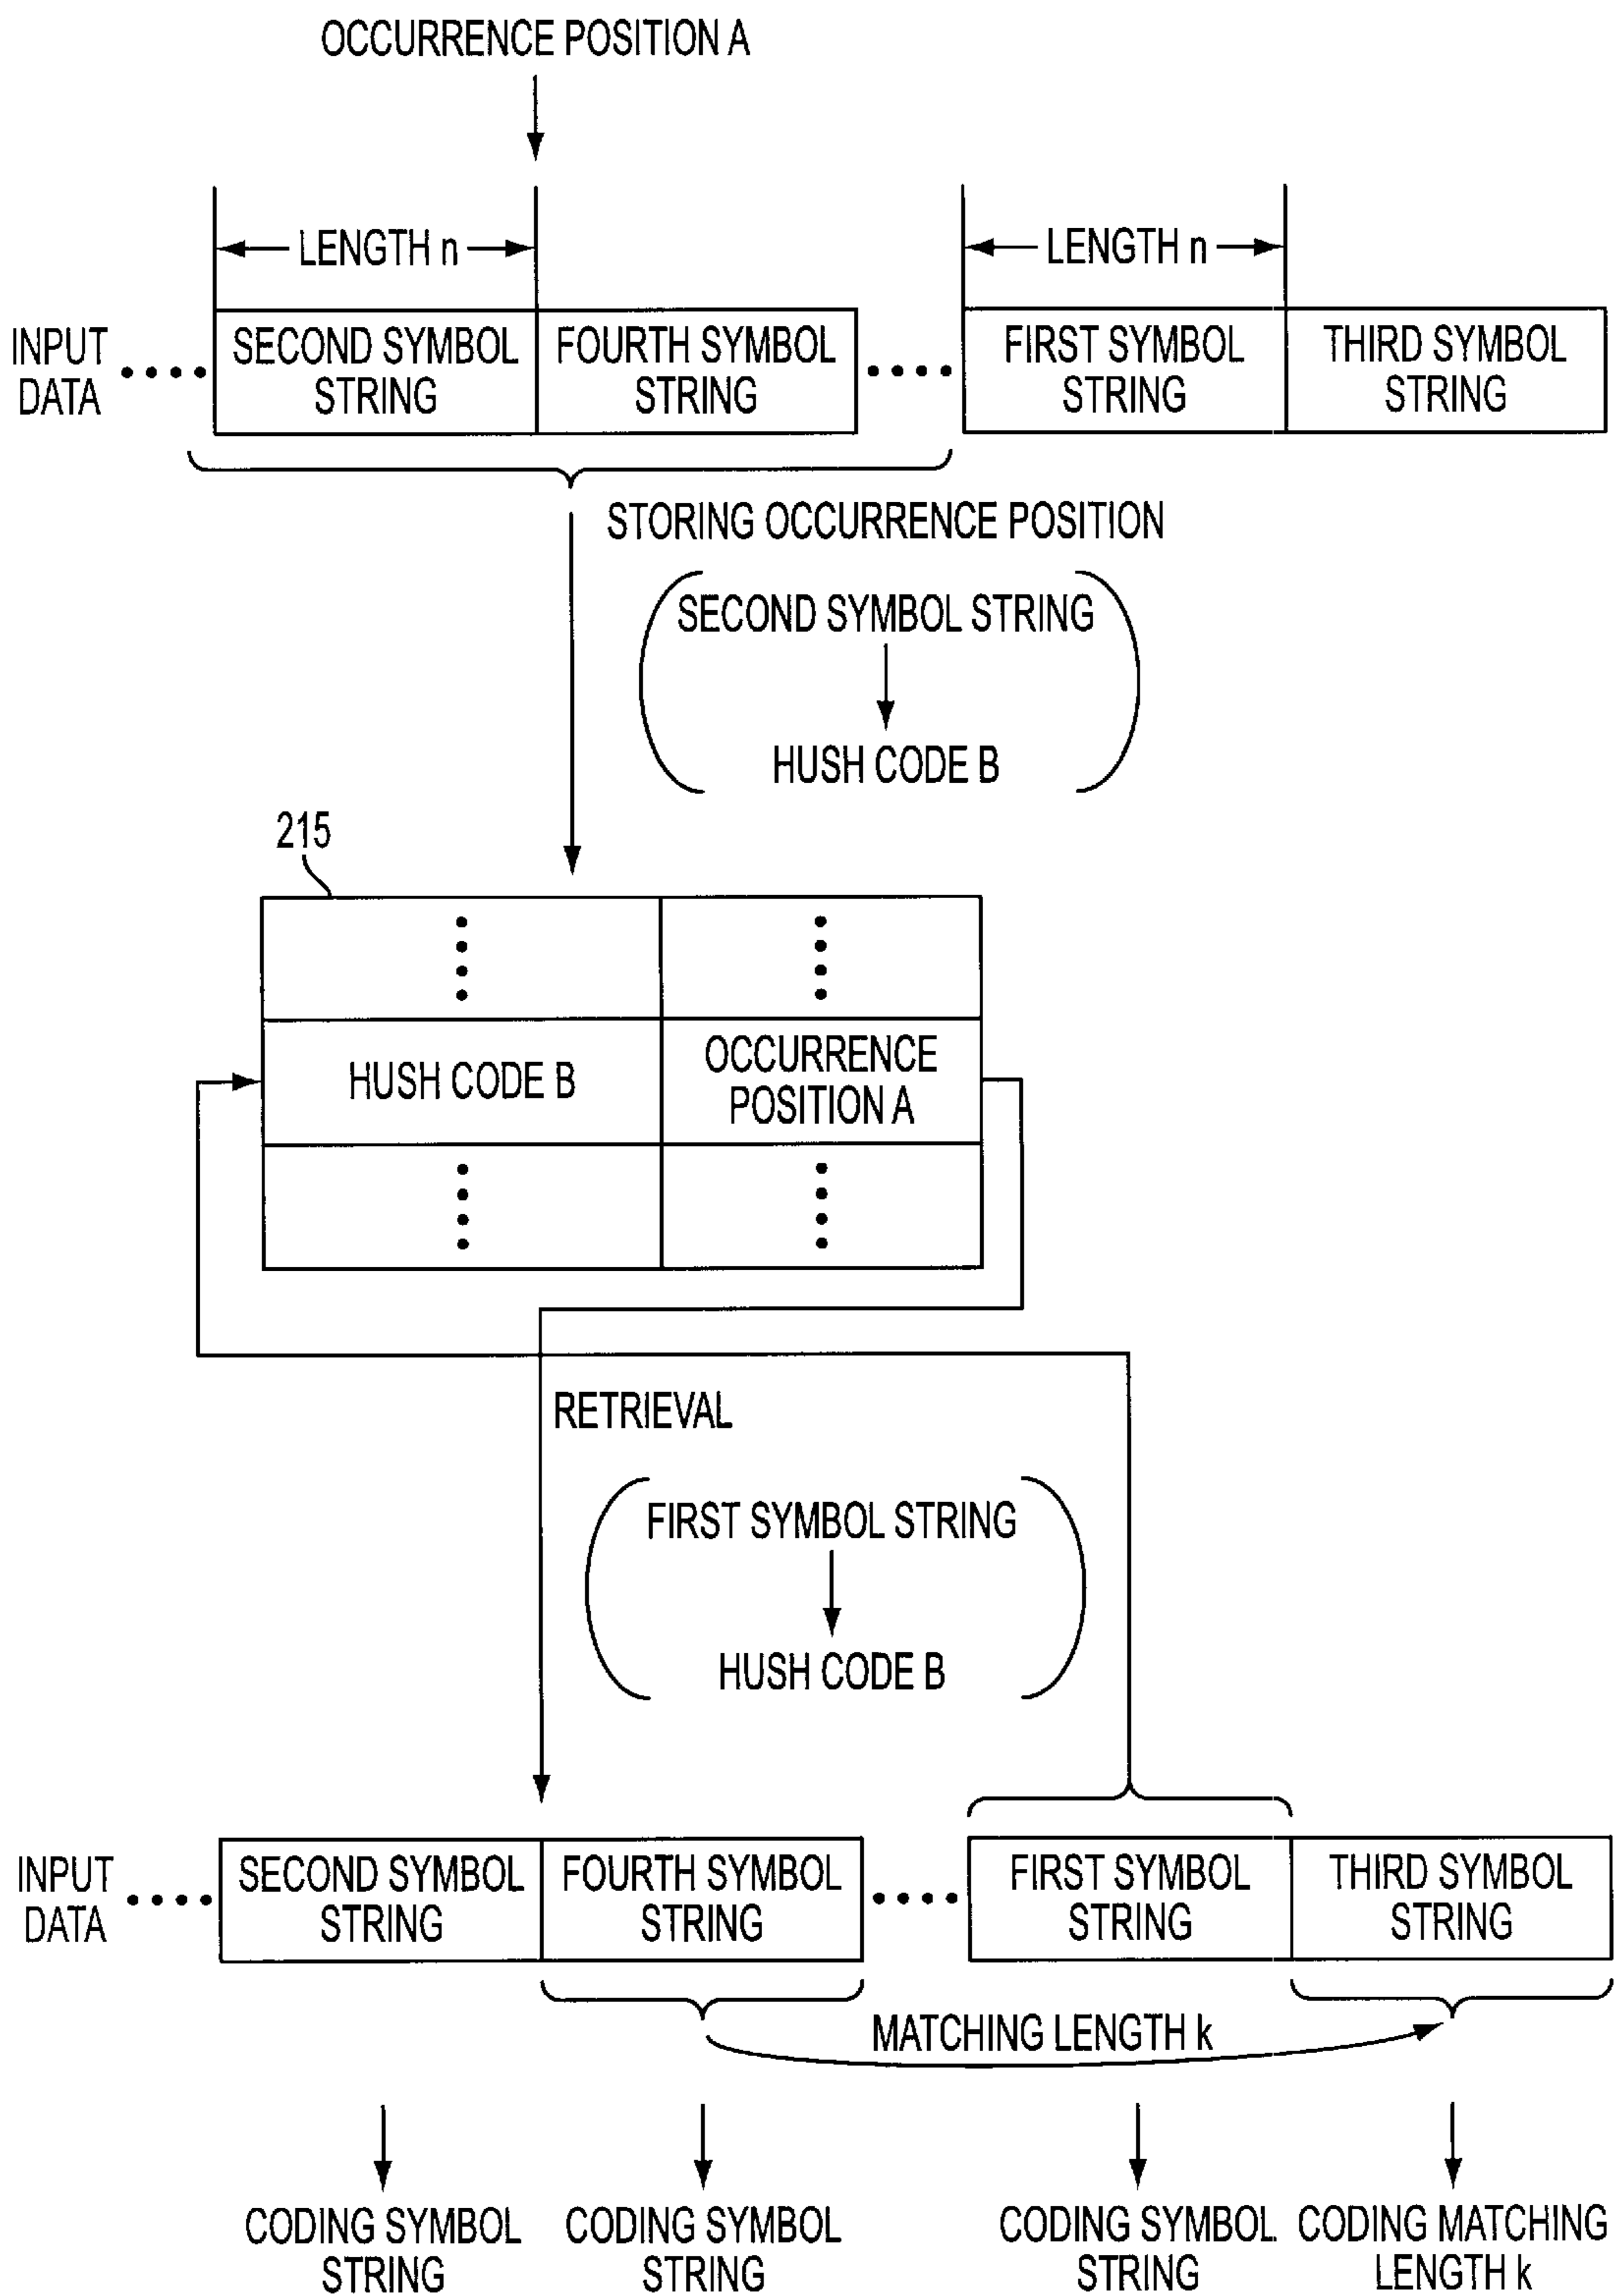 OCCURRENCE POSITION A
LENGTH n
LENGTH n
INPUT DATA
SECOND SYMBOL STRING
FOURTH SYMBOL STRING
FIRST SYMBOL STRING
THIRD SYMBOL STRING
STORING OCCURRENCE POSITION
SECOND SYMBOL STRING
HUSH CODE B
215
HUSH CODE B
OCCURRENCE POSITION A
RETRIEVAL
FIRST SYMBOL STRING
HUSH CODE B
INPUT DATA
SECOND SYMBOL STRING
FOURTH SYMBOL STRING
FIRST SYMBOL STRING
THIRD SYMBOL STRING
MATCHING LENGTH k
CODING SYMBOL STRING
CODING SYMBOL STRING
CODING SYMBOL STRING
CODING MATCHING LENGTH k